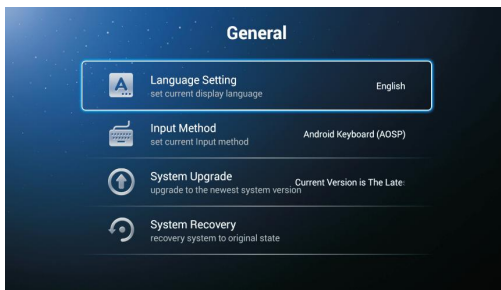 General
Language Setting
set current display language
English
Input Method
set current Input method
Android Keyboard (AOSP)
System Upgrade
upgrade to the newest system version
Current Version is The Late
System Recovery
recovery system to original state